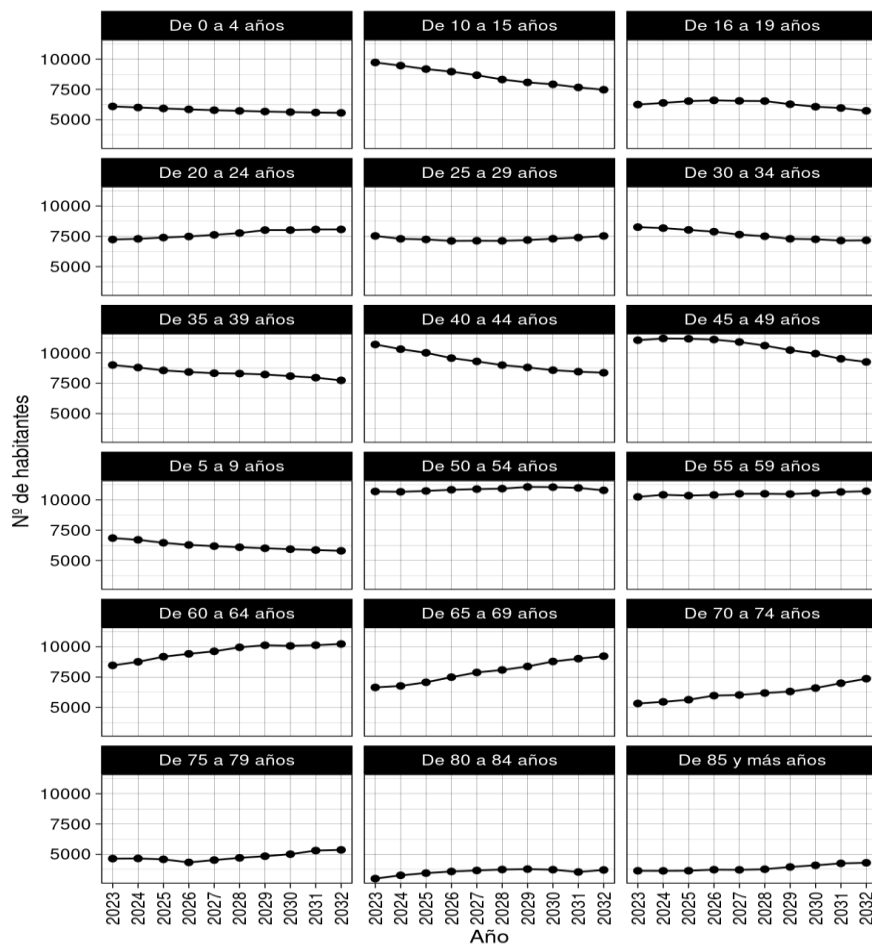 De 0 a 4 años
De 10 a 15 años
De 16 a 19 años
10000
7500
5000
De 20 a 24 años
De 25 a 29 años
De 30 a 34 años
10000
7500
5000
De 35 a 39 años
De 40 a 44 años
De 45 a 49 años
10000
7500
5000
Nº de habitantes
De 5 a 9 años
De 50 a 54 años
De 55 a 59 años
10000
7500
5000
De 60 a 64 años
De 65 a 69 años
De 70 a 74 años
10000
7500
5000
De 75 a 79 años
De 80 a 84 años
De 85 y más años
10000
7500
5000
2023 2024 2025 2026 2027 2028 2029 2030 2031 2032
2023 2024 2025 2026 2027 2028 2029 2030 2031 2032
2023 2024 2025 2026 2027 2028 2029 2030 2031 2032
Año